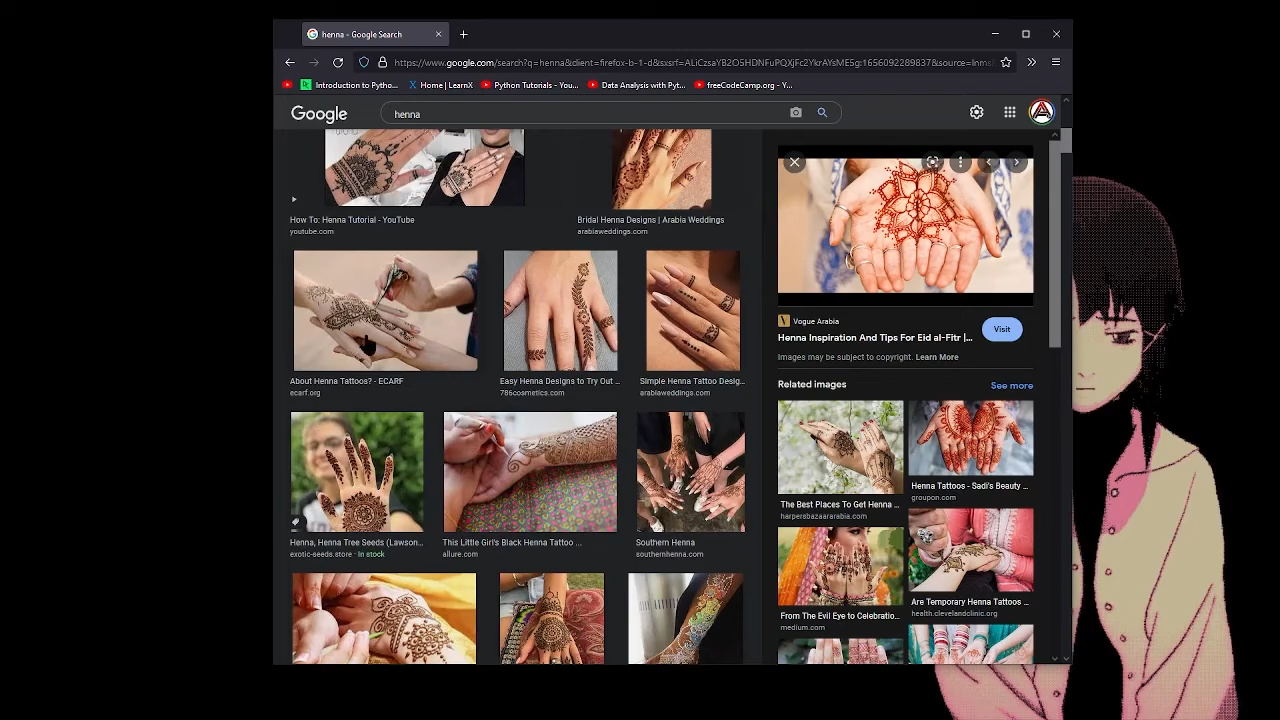 henna - Google Search
https://www.google.com/search?q=henna&client=firefox-b-1-d&sxsrf=ALiCzsaYB2O5HDNFuPQXjFc2YkrAYsME5g:1656092289837&source=lnms
Introduction to Pytho...
Home | LearnX
Python Tutorials - You...
Data Analysis with Pyt...
freeCodeCamp.org - Y...
Google
henna
How To: Henna Tutorial - YouTube
youtube.com
Bridal Henna Designs | Arabia Weddings
arabiaweddings.com
About Henna Tattoos? - ECARF
ecarf.org
Easy Henna Designs to Try Out ...
786cosmetics.com
Simple Henna Tattoo Desig...
arabiaweddings.com
Henna, Henna Tree Seeds (Lawson...
exotic-seeds.store · In stock
This Little Girl's Black Henna Tattoo ...
allure.com
Southern Henna
southernhenna.com
Vogue Arabia
Henna Inspiration And Tips For Eid al-Fitr |...
Visit
Images may be subject to copyright. Learn More
Related images
See more
The Best Places To Get Henna ...
harpersbazaararabia.com
Henna Tattoos - Sadi's Beauty ...
groupon.com
From The Evil Eye to Celebratio...
medium.com
Are Temporary Henna Tattoos ...
health.clevelandclinic.org